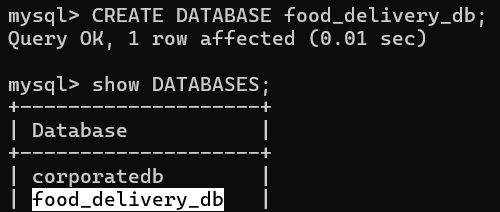 mysql> CREATE DATABASE food_delivery_db;
Query OK, 1 row affected (0.01 sec)
mysql> show DATABASES;
+--------------------+
| Database           |
+--------------------+
| corporatedb        |
| food_delivery_db   |